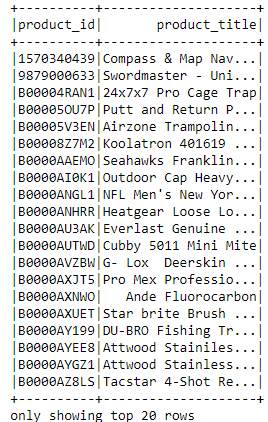 +----------+--------------------+
|product_id|       product_title|
+----------+--------------------+
|1570340439|Compass & Map Nav...|
|9879000633|Swordmaster - Uni...|
|B00004RAN1|24x7x7 Pro Cage Trap|
|B00005OU7P|Putt and Return P...|
|B00005V3EN|Airzone Trampolin...|
|B00008Z7M2|Koolatron 401619 ...|
|B0000AAEMO|Seahawks Franklin...|
|B0000AI0K1|Outdoor Cap Heavy...|
|B0000ANGL1|NFL Men's New Yor...|
|B0000ANHRR|Heatgear Loose Lo...|
|B0000AU3AK|Everlast Genuine ...|
|B0000AUTWD|Cubby 5011 Mini Mite|
|B0000AVZBW|G- Lox  Deerskin ...|
|B0000AXJT5|Pro Mex Professio...|
|B0000AXNWO|   Ande Fluorocarbon|
|B0000AXUET|Star brite Brush ...|
|B0000AY199|DU-BRO Fishing Tr...|
|B0000AYEE8|Attwood Stainiles...|
|B0000AYGZ1|Attwood Stainless...|
|B0000AZ8LS|Tacstar 4-Shot Re...|
+----------+--------------------+
only showing top 20 rows